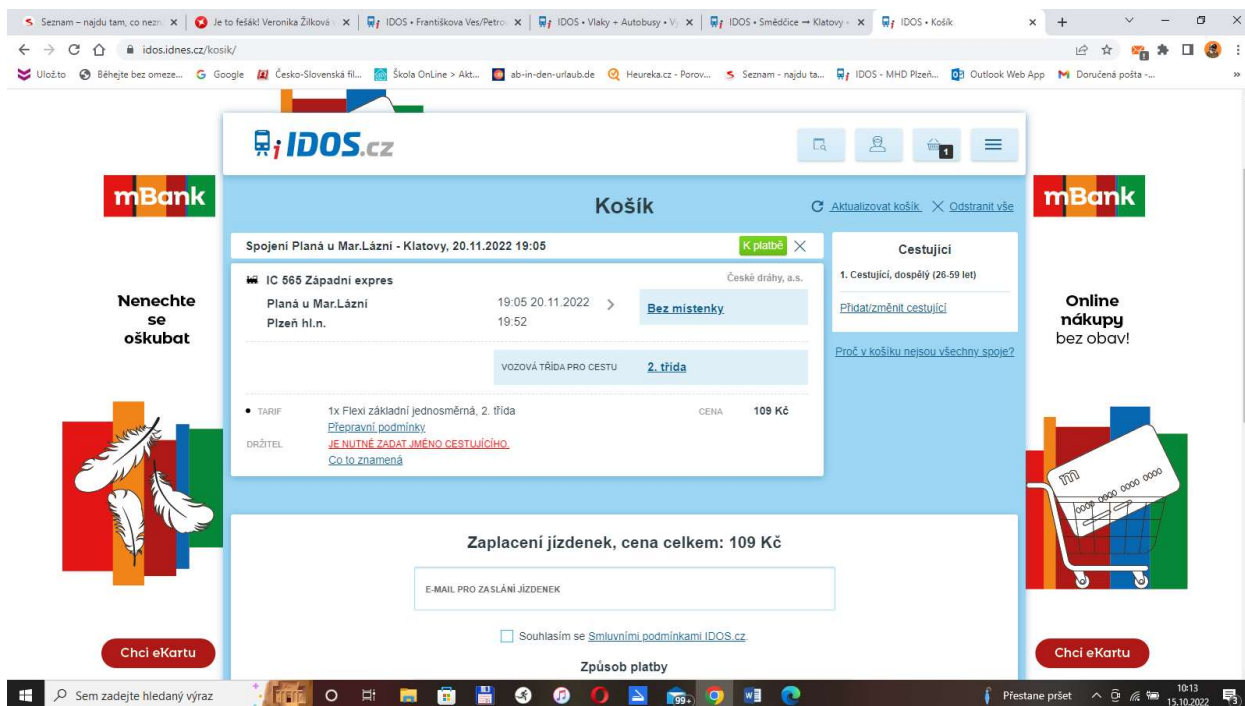 Seznam – najdu tam, co nezn
Je to fešák! Veronika Žilková
IDOS • Františkova Ves/Petro
IDOS • Vlaky + Autobusy • V
IDOS • Smědčice → Klatovy •
IDOS • Košík
idos.idnes.cz/kosik/
Ulož.to
Běhejte bez omeze...
Google
Česko-Slovenská fil...
Škola OnLine > Akt...
ab-in-den-urlaub.de
Heureka.cz - Porov...
Seznam - najdu ta...
IDOS - MHD Plzeň...
Outlook Web App
Doručená pošta -...
IDOS.cz
1
mBank
Nenechte
se
oškubat
Chci eKartu
Košík
Aktualizovat košík
Odstranit vše
Spojení Planá u Mar.Lázní - Klatovy, 20.11.2022 19:05
K platbě
IC 565 Západní expres
České dráhy, a.s.
Planá u Mar.Lázní
19:05 20.11.2022
Bez místenky
Plzeň hl.n.
19:52
VOZOVÁ TŘÍDA PRO CESTU
2. třída
TARIF
1x Flexi základní jednosměrná, 2. třída
CENA
109 Kč
Přepravní podmínky
DRŽITEL
JE NUTNÉ ZADAT JMÉNO CESTUJÍCÍHO.
Co to znamená
Cestující
1. Cestující, dospělý (26-59 let)
Přidat/změnit cestující
Proč v košíku nejsou všechny spoje?
Zaplacení jízdenek, cena celkem: 109 Kč
E-MAIL PRO ZASLÁNÍ JÍZDENEK
Souhlasím se Smluvními podmínkami IDOS.cz.
Způsob platby
mBank
Online
nákupy
bez obav!
0000 0000 0000
Chci eKartu
Sem zadejte hledaný výraz
99+
Přestane pršet
10:13
15.10.2022
3